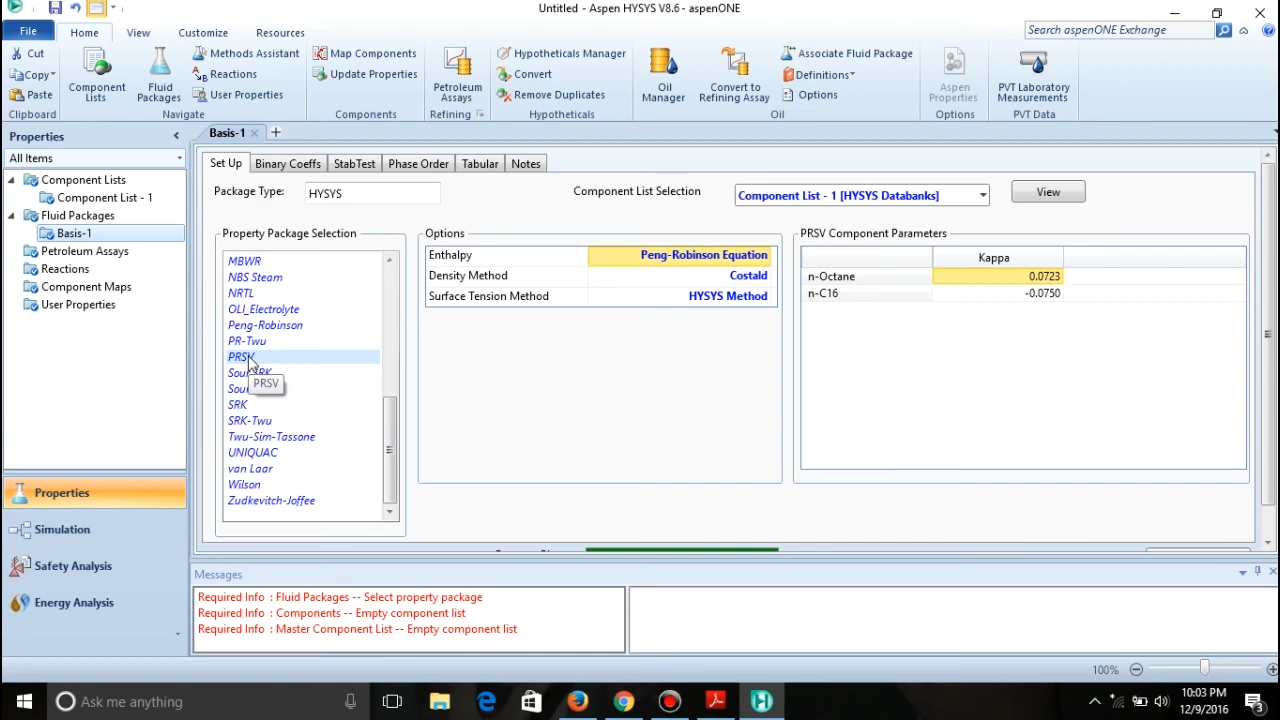 Untitled - Aspen HYSYS V8.6 - aspenONE
File Home View Customize Resources
Search aspenONE Exchange
Cut
Copy
Paste
Clipboard
Component Lists
Fluid Packages
Methods Assistant
Reactions
User Properties
Navigate
Map Components
Update Properties
Components
Petroleum Assays
Refining
Hypotheticals Manager
Convert
Remove Duplicates
Hypotheticals
Oil Manager
Convert to Refining Assay
Associate Fluid Package
Definitions
Options
Oil
Aspen Properties
Options
PVT Laboratory Measurements
PVT Data
Properties
All Items
Component Lists
Component List - 1
Fluid Packages
Basis-1
Petroleum Assays
Reactions
Component Maps
User Properties
Properties
Simulation
Safety Analysis
Energy Analysis
Basis-1
Set Up Binary Coeffs StabTest Phase Order Tabular Notes
Package Type: HYSYS
Component List Selection Component List - 1 [HYSYS Databanks] View
Property Package Selection
MBWR
NBS Steam
NRTL
OLI_Electrolyte
Peng-Robinson
PR-Twu
PRSV
PRSV
SRK
SRK-Twu
Twu-Sim-Tassone
UNIQUAC
van Laar
Wilson
Zudkevitch-Joffee
Options
Enthalpy Peng-Robinson Equation
Density Method Costald
Surface Tension Method HYSYS Method
PRSV Component Parameters
Kappa
n-Octane 0.0723
n-C16 -0.0750
Messages
Required Info : Fluid Packages -- Select property package
Required Info : Components -- Empty component list
Required Info : Master Component List -- Empty component list
100%
Ask me anything
10:03 PM
12/9/2016
3